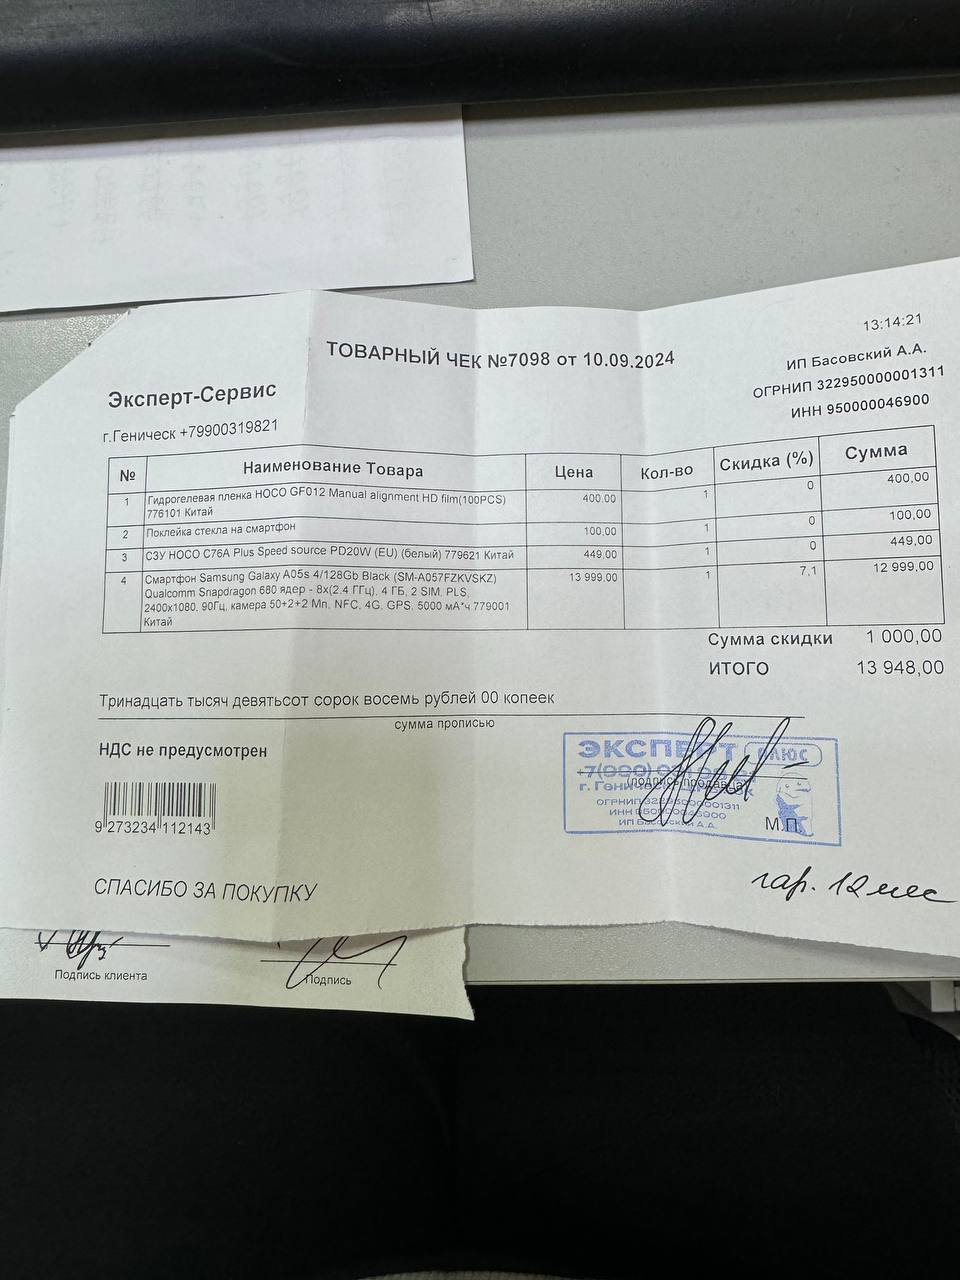 13:14:21
ТОВАРНЫЙ ЧЕК №7098 от 10.09.2024
ИП Басовский А.А.
ОГРНИП 322950000001311
ИНН 950000046900
Эксперт-Сервис
г.Геническ +79900319821
№ Наименование Товара Цена Кол-во Скидка (%) Сумма
1 Гидрогелевая пленка HOCO GF012 Manual alignment HD film(100PCS) 400,00 1 0 400,00
776101 Китай
2 Поклейка стекла на смартфон 100,00 1 0 100,00
3 СЗУ HOCO C76A Plus Speed source PD20W (EU) (белый) 779621 Китай 449,00 1 0 449,00
4 Смартфон Samsung Galaxy A05s 4/128Gb Black (SM-A057FZKVSKZ) 13 999,00 1 7,1 12 999,00
Qualcomm Snapdragon 680 ядер - 8x(2.4 ГГц), 4 ГБ, 2 SIM, PLS,
2400x1080, 90Гц, камера 50+2+2 Мп, NFC, 4G, GPS, 5000 мА*ч 779001
Китай
Сумма скидки 1 000,00
ИТОГО 13 948,00
Тринадцать тысяч девятьсот сорок восемь рублей 00 копеек
сумма прописью
НДС не предусмотрен
ЭКСПЕРТ ПЛЮС
(подпись продавца)
ОГРНИП 322950000001311
ИНН 950000046900
ИП Басовский А.А.
М.П.
9 273234 112143
СПАСИБО ЗА ПОКУПКУ
гар. 12 мес
Подпись клиента
Подпись